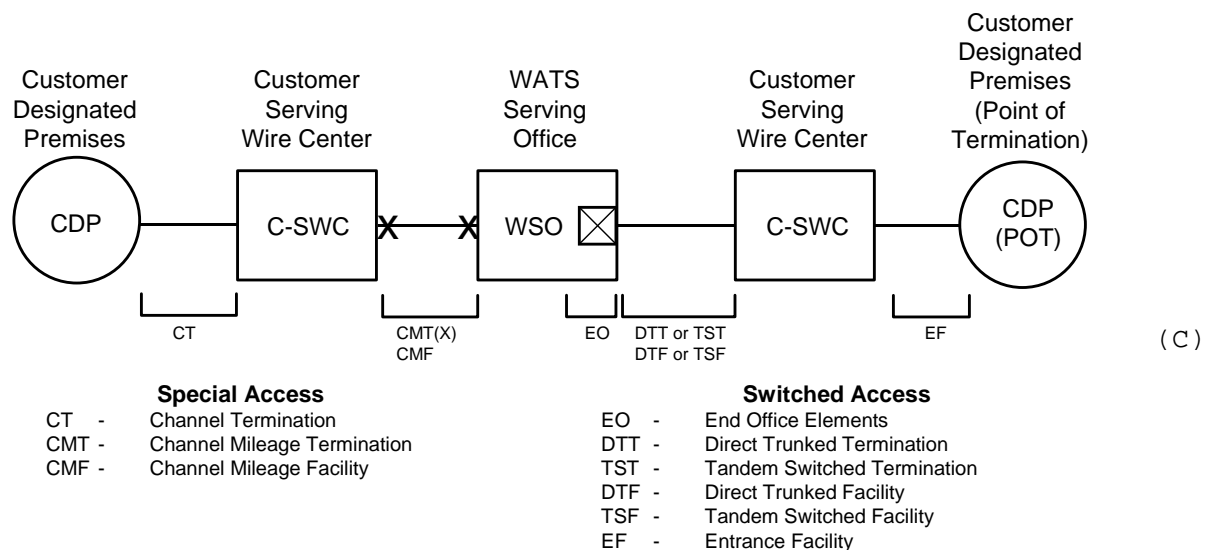 Customer
Designated
Premises
Customer
Serving
Wire Center
WATS
Serving
Office
Customer
Serving
Wire Center
Customer
Designated
Premises
(Point of
Termination)
CDP
C-SWC
X
X
WSO
C-SWC
CDP
(POT)
CT
CMT(X)
CMF
EO
DTT or TST
DTF or TSF
EF
(C)
Special Access
CT - Channel Termination
CMT - Channel Mileage Termination
CMF - Channel Mileage Facility
Switched Access
EO - End Office Elements
DTT - Direct Trunked Termination
TST - Tandem Switched Termination
DTF - Direct Trunked Facility
TSF - Tandem Switched Facility
EF - Entrance Facility